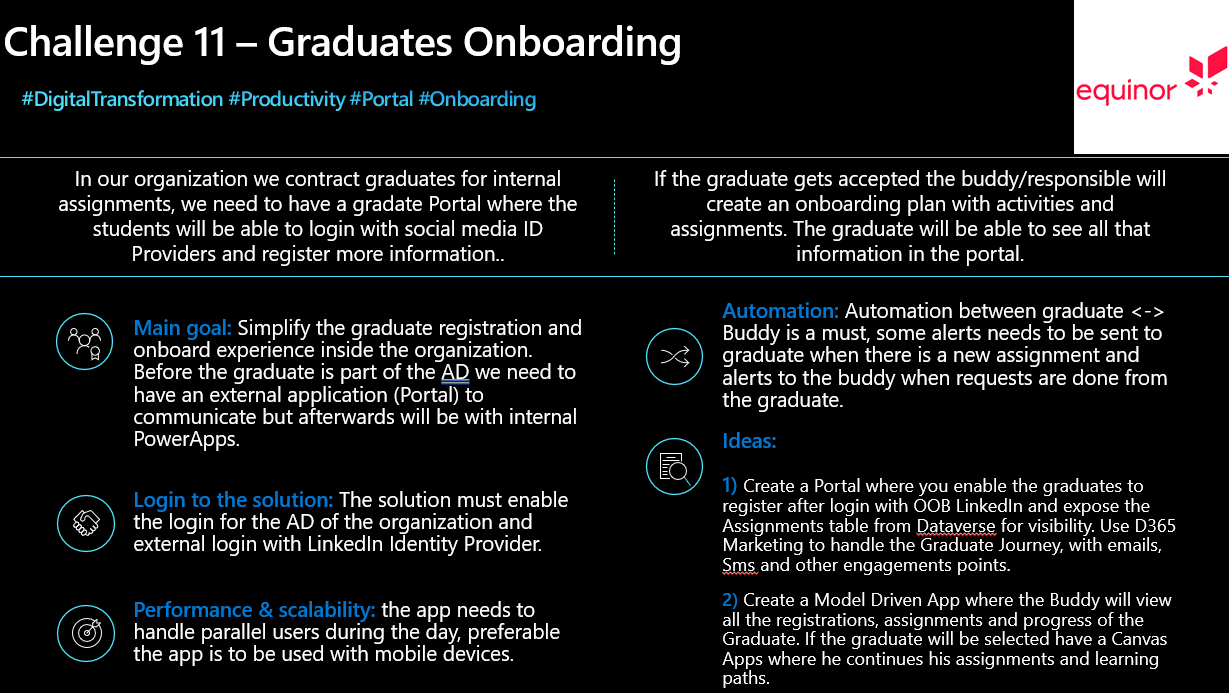 Challenge 11 – Graduates Onboarding
equinor
#DigitalTransformation #Productivity #Portal #Onboarding
In our organization we contract graduates for internal
assignments, we need to have a gradate Portal where the
students will be able to login with social media ID
Providers and register more information..
If the graduate gets accepted the buddy/responsible will
create an onboarding plan with activities and
assignments. The graduate will be able to see all that
information in the portal.
Main goal: Simplify the graduate registration and
onboard experience inside the organization.
Before the graduate is part of the AD we need to
have an external application (Portal) to
communicate but afterwards will be with internal
PowerApps.
Login to the solution: The solution must enable
the login for the AD of the organization and
external login with LinkedIn Identity Provider.
Performance & scalability: the app needs to
handle parallel users during the day, preferable
the app is to be used with mobile devices.
Automation: Automation between graduate <->
Buddy is a must, some alerts needs to be sent to
graduate when there is a new assignment and
alerts to the buddy when requests are done from
the graduate.
Ideas:
1) Create a Portal where you enable the graduates to
register after login with OOB LinkedIn and expose the
Assignments table from Dataverse for visibility. Use D365
Marketing to handle the Graduate Journey, with emails,
Sms and other engagements points.
2) Create a Model Driven App where the Buddy will view
all the registrations, assignments and progress of the
Graduate. If the graduate will be selected have a Canvas
Apps where he continues his assignments and learning
paths.